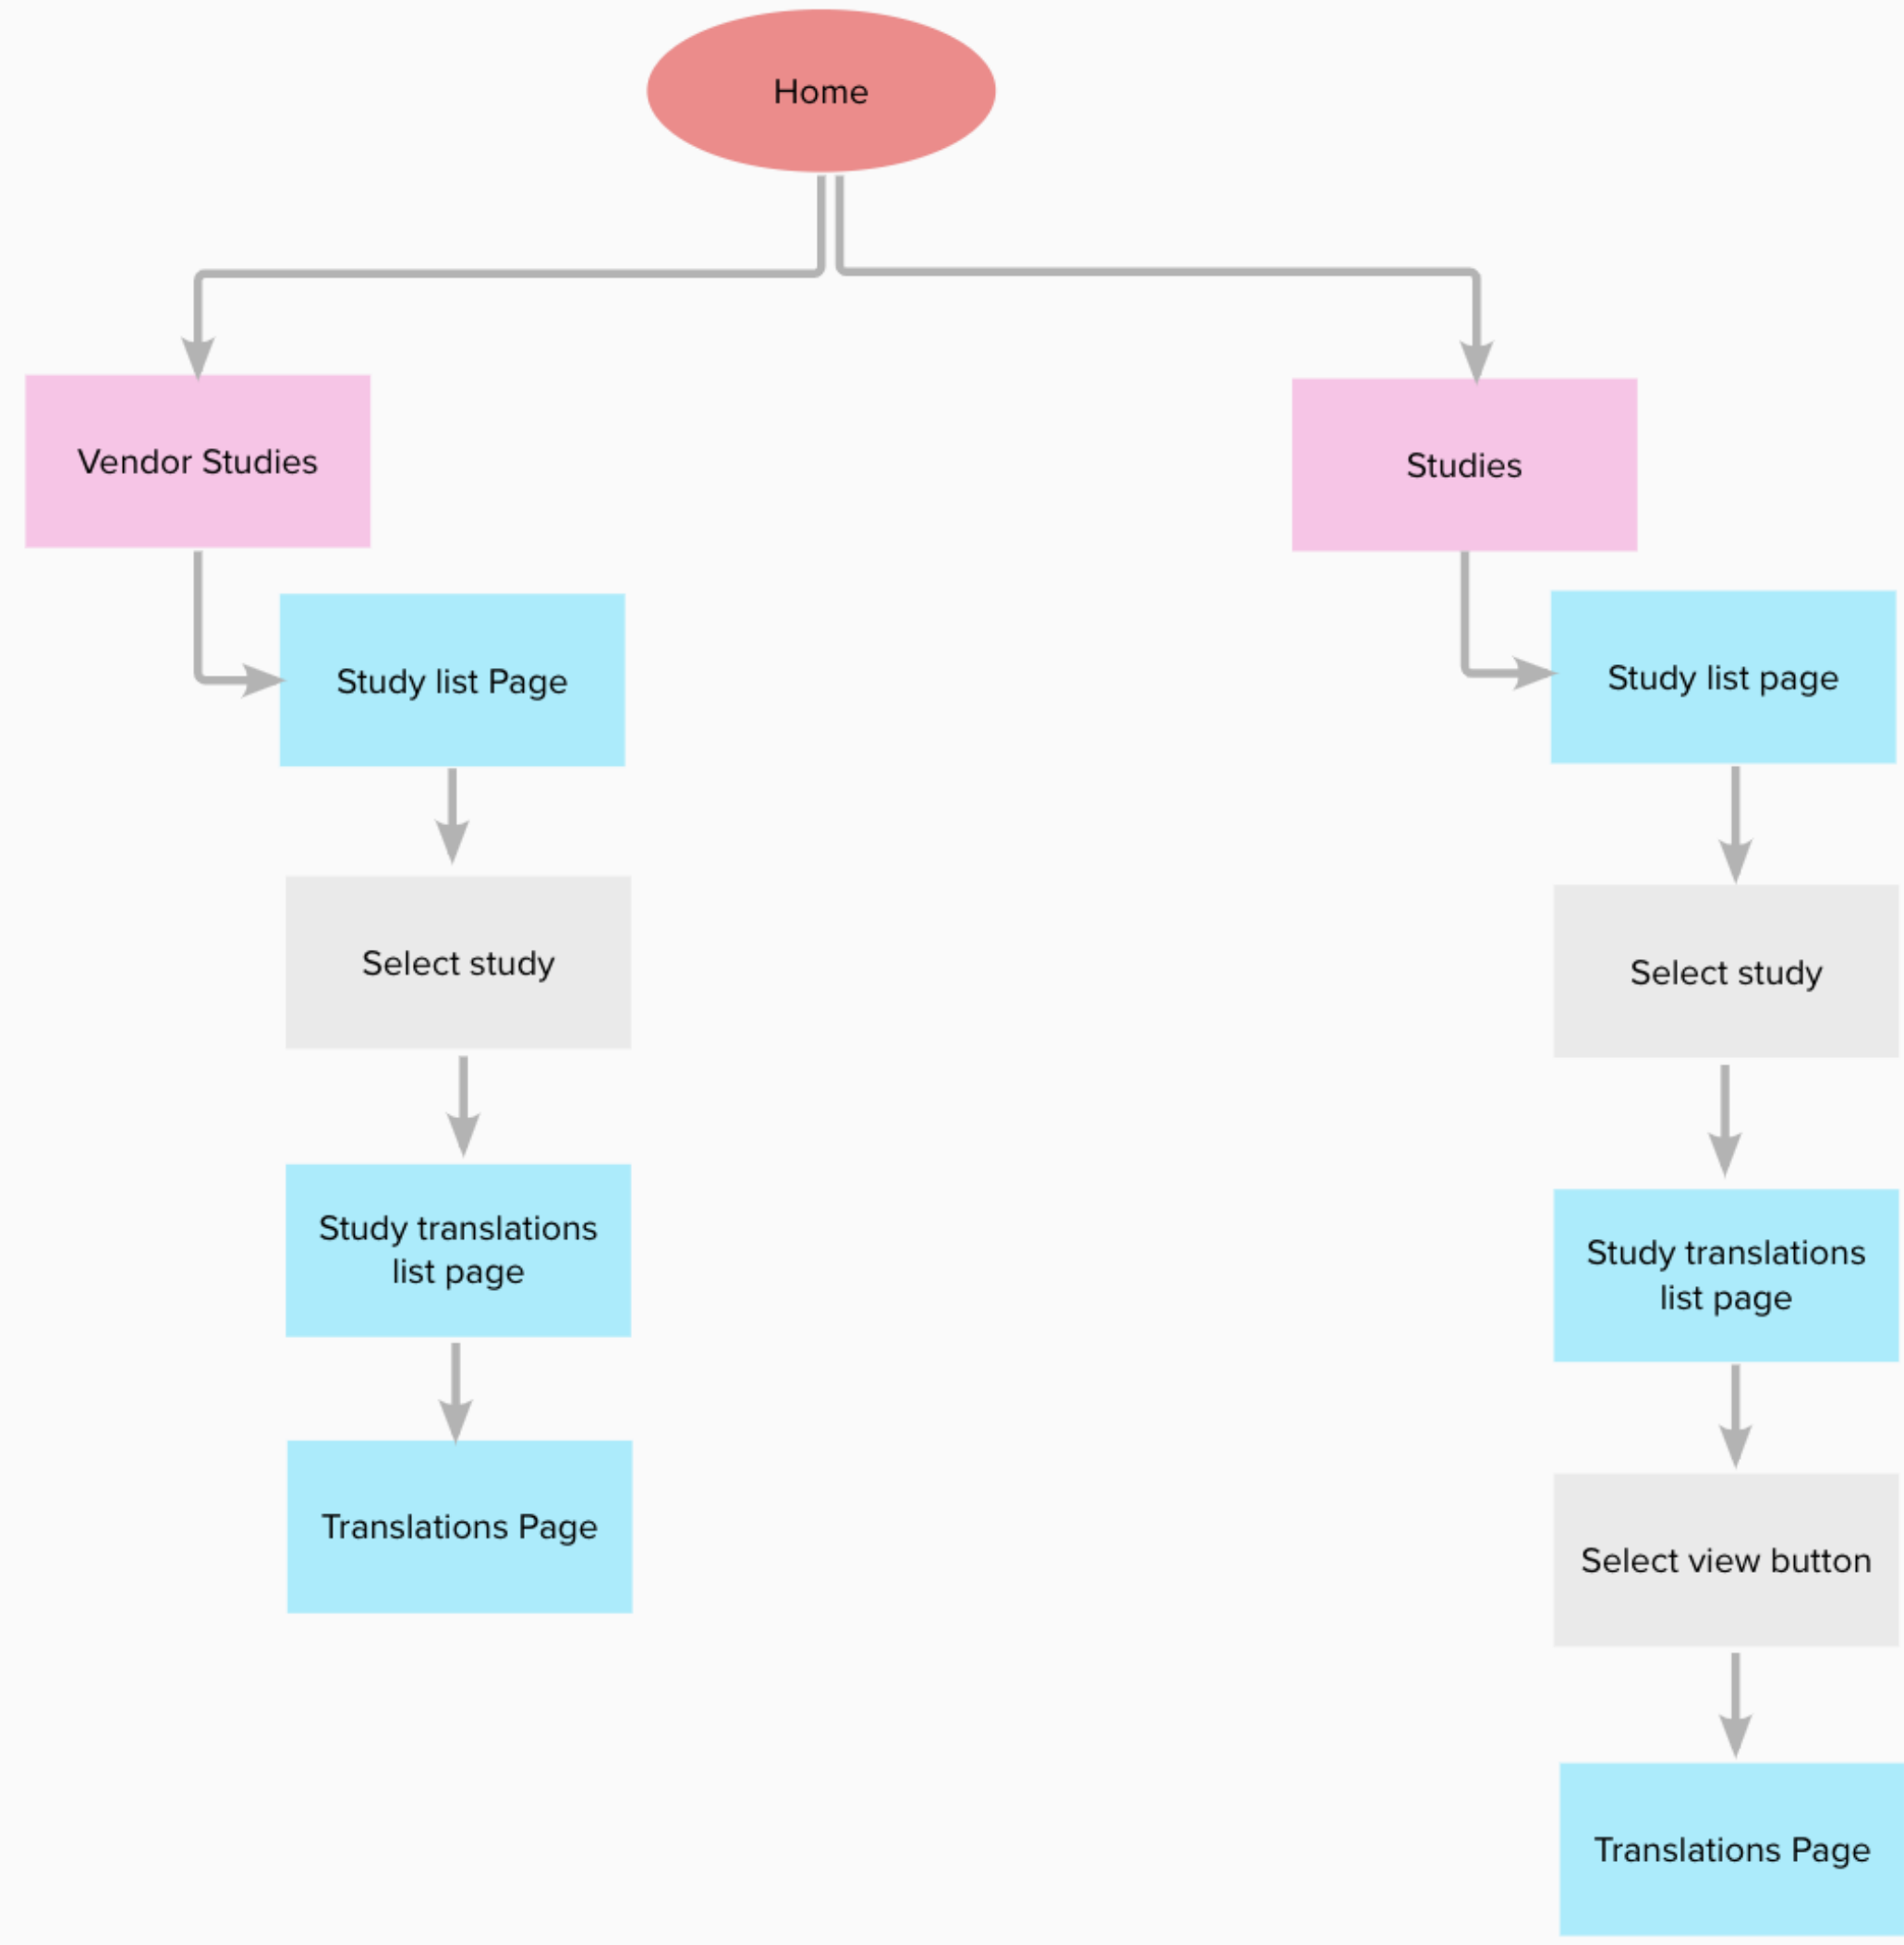 Home
Vendor Studies
Studies
Study list Page
Study list page
Select study
Select study
Study translations
list page
Study translations
list page
Translations Page
Select view button
Translations Page